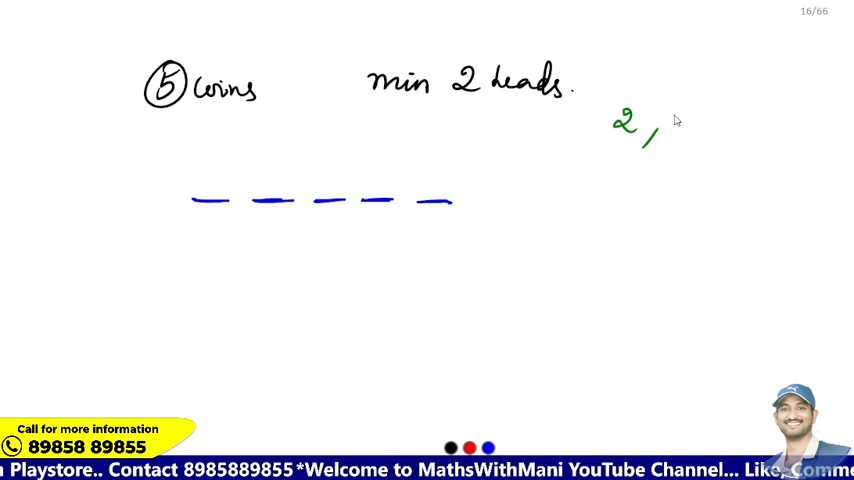 16/66
5 coins min 2 heads.
2,
Call for more information
89858 89855
n Playstore.. Contact 8985889855 *Welcome to MathsWithMani YouTube Channel... Like, Comme